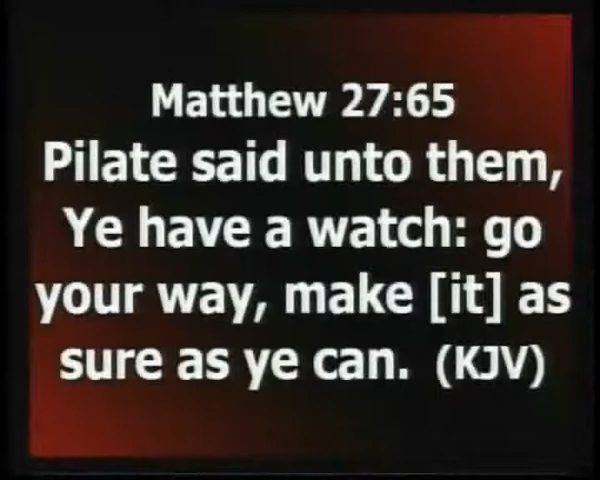 Matthew 27:65
Pilate said unto them,
Ye have a watch: go
your way, make [it] as
sure as ye can. (KJV)